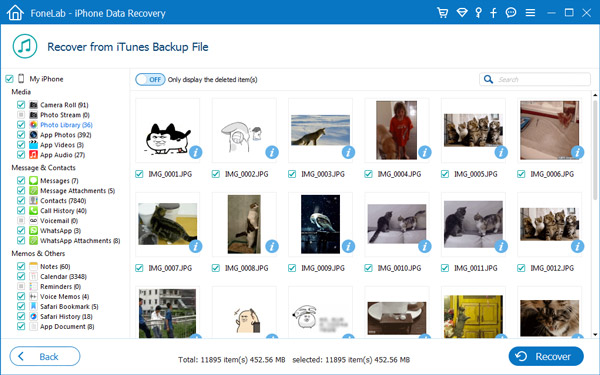 FoneLab - iPhone Data Recovery
Recover from iTunes Backup File
My iPhone
OFF Only display the deleted item(s)
Search
Media
Camera Roll (91)
Photo Stream (0)
Photo Library (36)
App Photos (392)
App Videos (3)
App Audio (27)
Message & Contacts
Messages (7)
Message Attachments (5)
Contacts (7840)
Call History (40)
Voicemail (0)
WhatsApp (3)
WhatsApp Attachments (8)
Memos & Others
Notes (60)
Calendar (3348)
Reminders (0)
Voice Memos (4)
Safari Bookmark (5)
Safari History (18)
App Document (8)
IMG_0001.JPG
IMG_0002.JPG
IMG_0003.JPG
IMG_0004.JPG
IMG_0005.JPG
IMG_0006.JPG
IMG_0007.JPG
IMG_0008.JPG
IMG_0009.JPG
IMG_0010.JPG
IMG_0011.JPG
IMG_0012.JPG
Back
Total: 11895 item(s) 452.56 MB selected: 11895 item(s) 452.56 MB
Recover